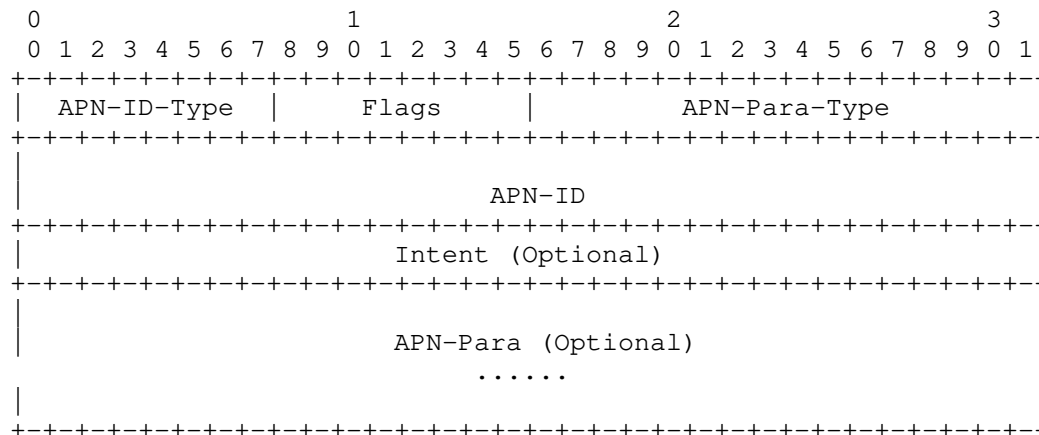 0                   1                   2                   3
0 1 2 3 4 5 6 7 8 9 0 1 2 3 4 5 6 7 8 9 0 1 2 3 4 5 6 7 8 9 0 1
+-+-+-+-+-+-+-+-+-+-+-+-+-+-+-+-+-+-+-+-+-+-+-+-+-+-+-+-+-+-+-+-
|  APN-ID-Type  |     Flags     |         APN-Para-Type
+-+-+-+-+-+-+-+-+-+-+-+-+-+-+-+-+-+-+-+-+-+-+-+-+-+-+-+-+-+-+-+-
|
|                             APN-ID
+-+-+-+-+-+-+-+-+-+-+-+-+-+-+-+-+-+-+-+-+-+-+-+-+-+-+-+-+-+-+-+-
|                       Intent (Optional)
+-+-+-+-+-+-+-+-+-+-+-+-+-+-+-+-+-+-+-+-+-+-+-+-+-+-+-+-+-+-+-+-
|
|                       APN-Para (Optional)
                             ......
|
+-+-+-+-+-+-+-+-+-+-+-+-+-+-+-+-+-+-+-+-+-+-+-+-+-+-+-+-+-+-+-+-